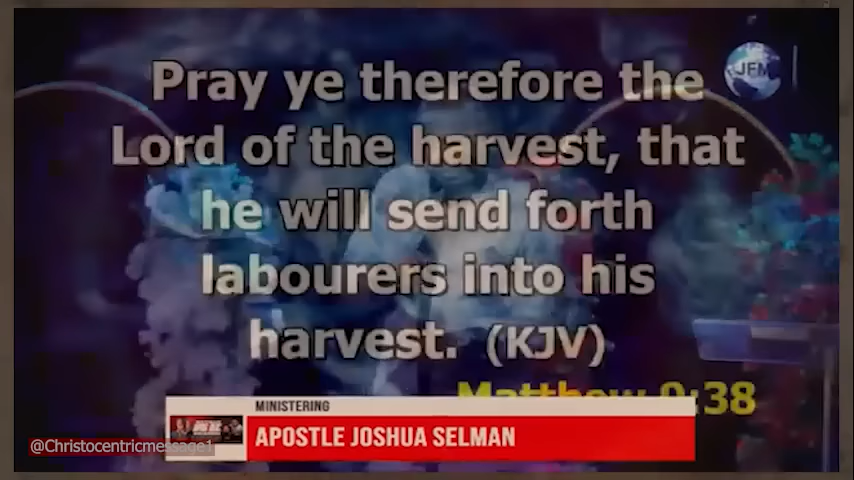 JFM
Pray ye therefore the
Lord of the harvest, that
he will send forth
labourers into his
harvest. (KJV)
Matthew 9:38
MINISTERING
APOSTLE JOSHUA SELMAN
@Christocentricmessage1